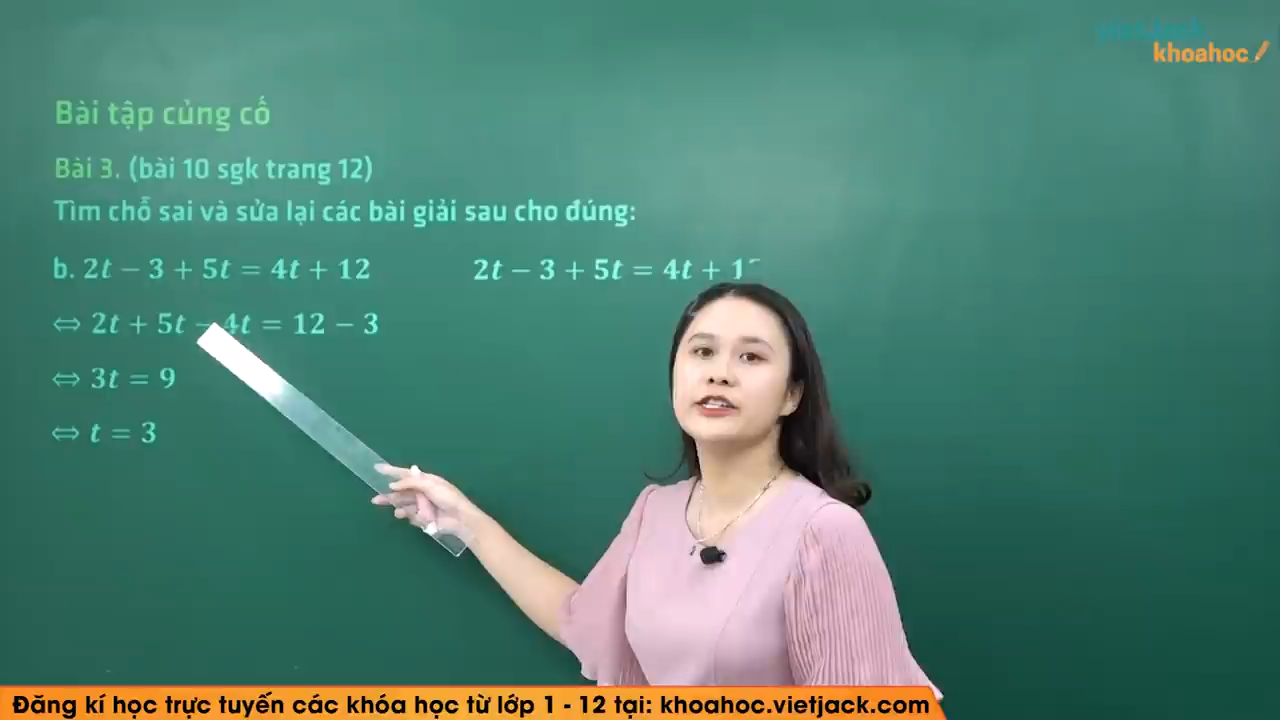 vietjack
khoahoc
Bài tập củng cố
Bài 3. (bài 10 sgk trang 12)
Tìm chỗ sai và sửa lại các bài giải sau cho đúng:
b. 2t − 3 + 5t = 4t + 12
2t − 3 + 5t = 4t + 1
⇔ 2t + 5t − 4t = 12 − 3
⇔ 3t = 9
⇔ t = 3
Đăng kí học trực tuyến các khóa học từ lớp 1 - 12 tại: khoahoc.vietjack.com